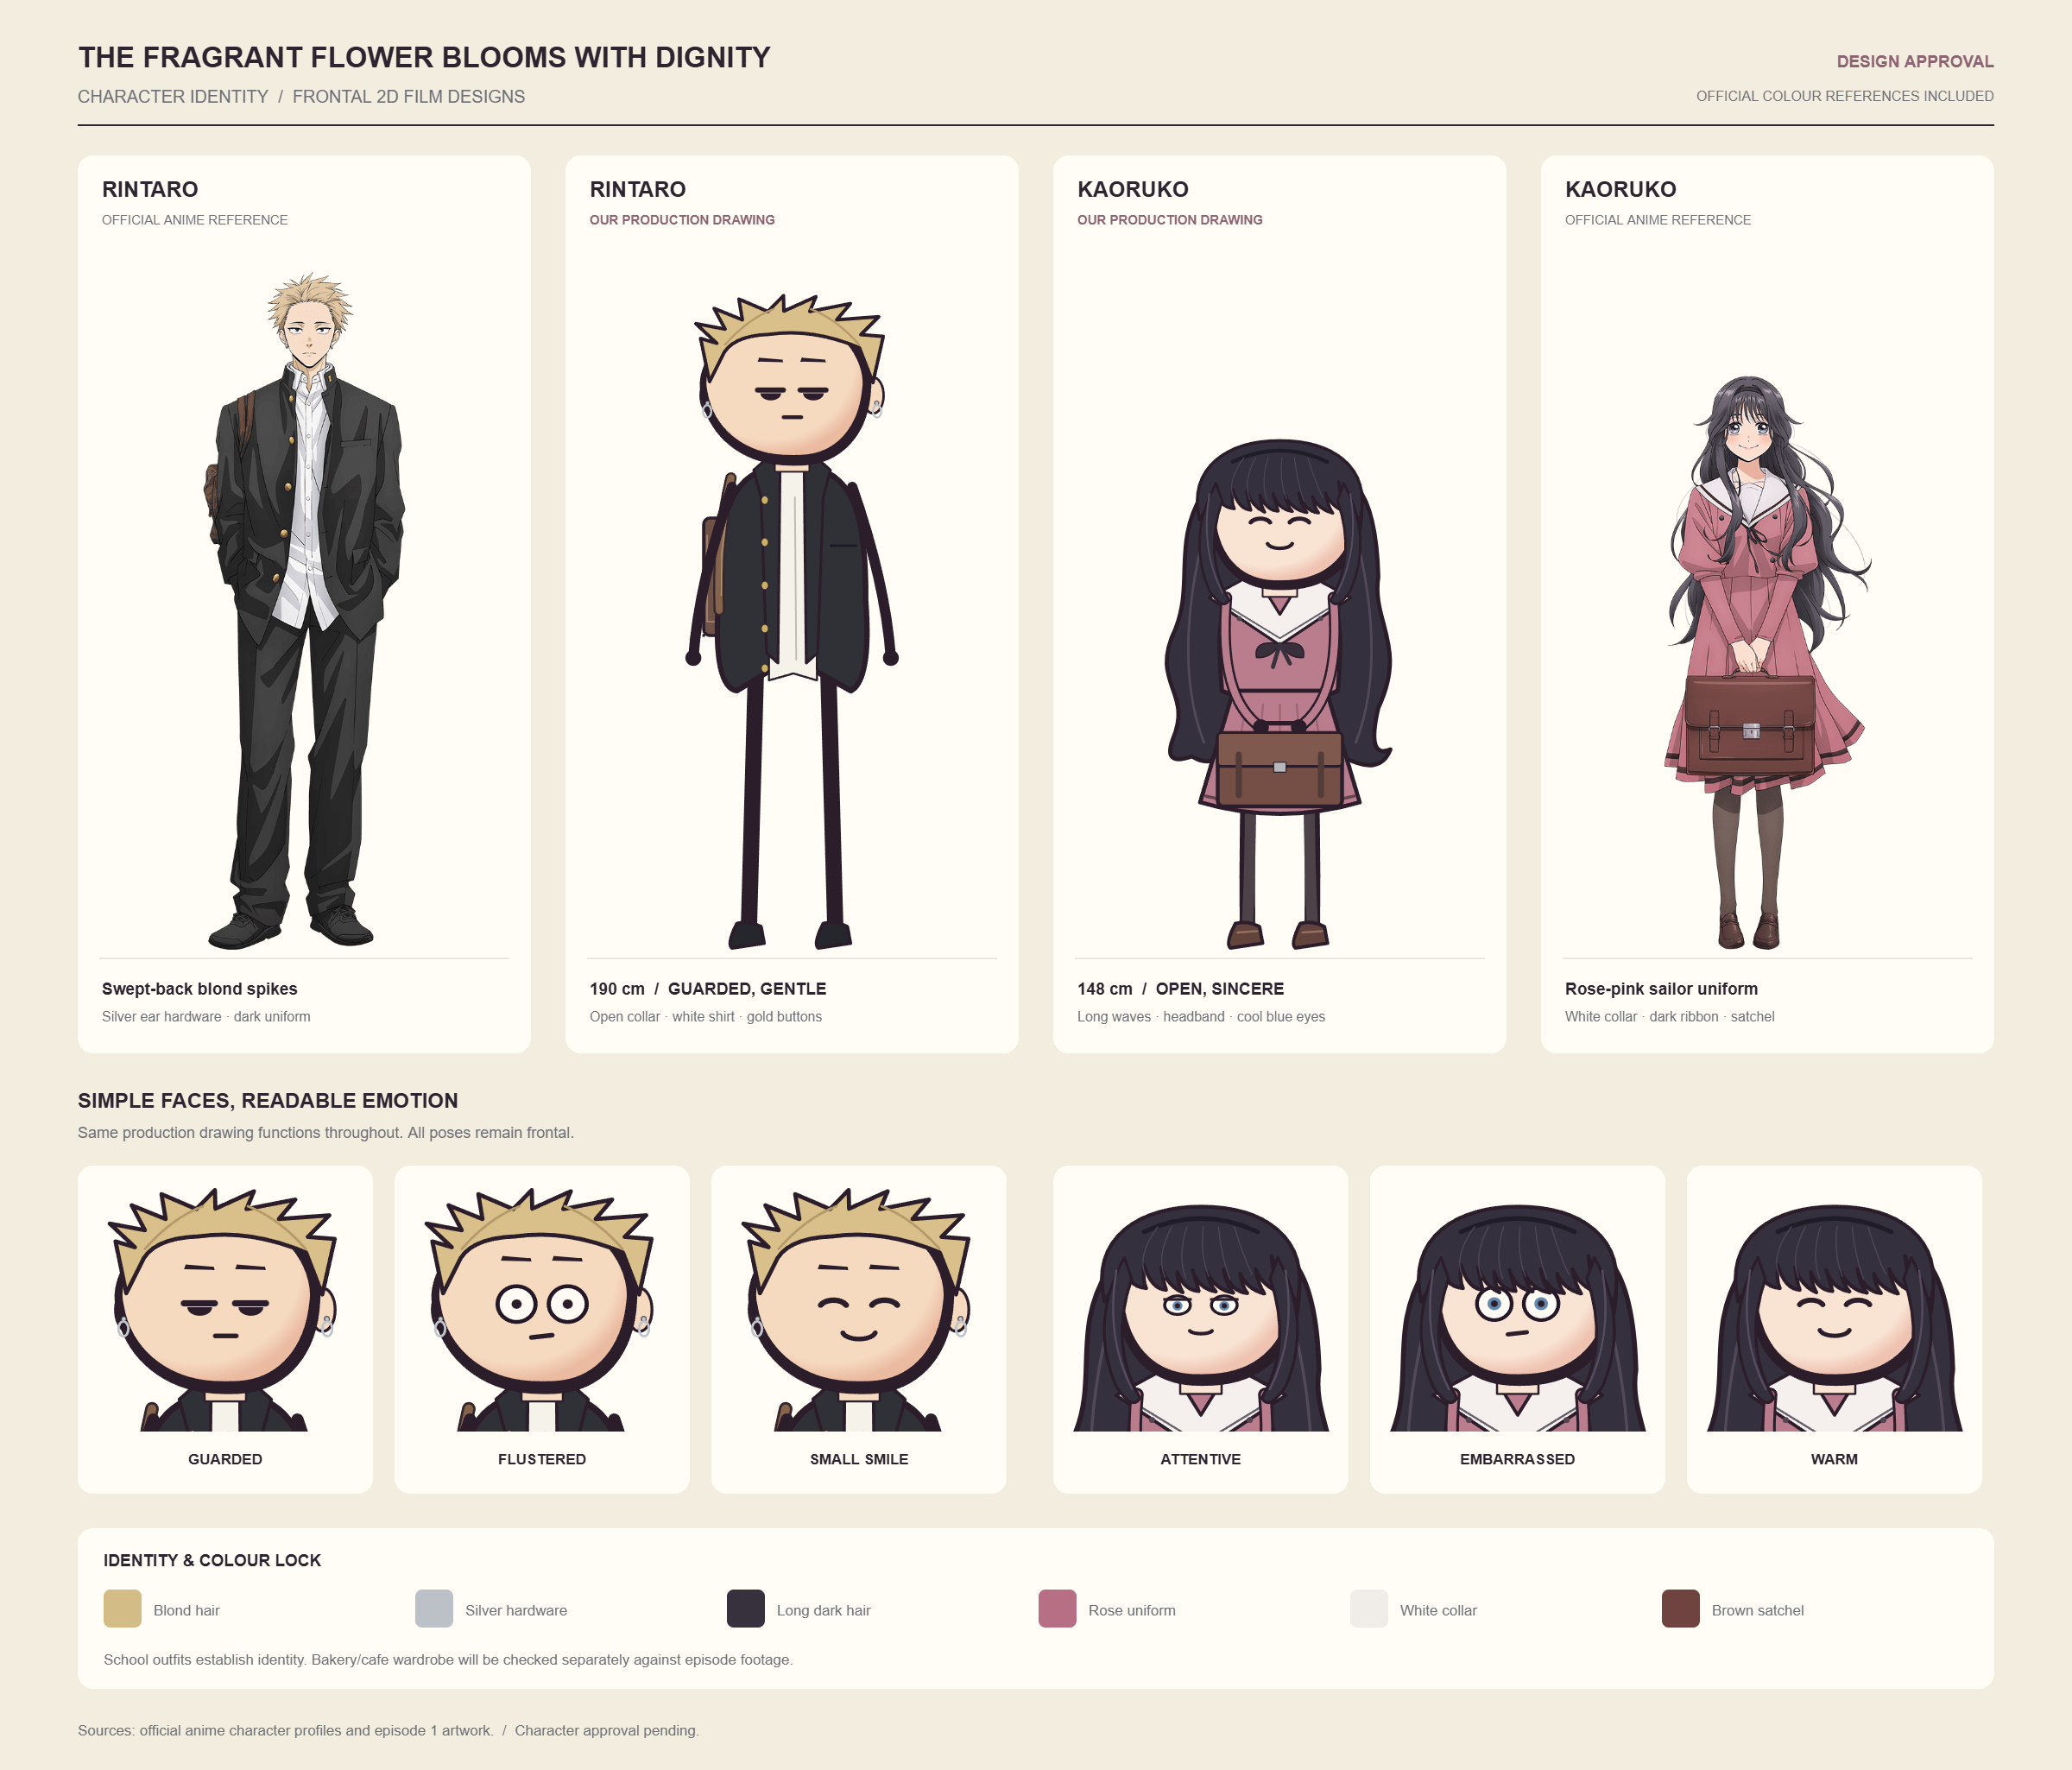 THE FRAGRANT FLOWER BLOOMS WITH DIGNITY
CHARACTER IDENTITY / FRONTAL 2D FILM DESIGNS
DESIGN APPROVAL
OFFICIAL COLOUR REFERENCES INCLUDED
RINTARO
OFFICIAL ANIME REFERENCE
Swept-back blond spikes
Silver ear hardware · dark uniform
RINTARO
OUR PRODUCTION DRAWING
190 cm / GUARDED, GENTLE
Open collar · white shirt · gold buttons
KAORUKO
OUR PRODUCTION DRAWING
148 cm / OPEN, SINCERE
Long waves · headband · cool blue eyes
KAORUKO
OFFICIAL ANIME REFERENCE
Rose-pink sailor uniform
White collar · dark ribbon · satchel
SIMPLE FACES, READABLE EMOTION
Same production drawing functions throughout. All poses remain frontal.
GUARDED
FLUSTERED
SMALL SMILE
ATTENTIVE
EMBARRASSED
WARM
IDENTITY & COLOUR LOCK
Blond hair
Silver hardware
Long dark hair
Rose uniform
White collar
Brown satchel
School outfits establish identity. Bakery/cafe wardrobe will be checked separately against episode footage.
Sources: official anime character profiles and episode 1 artwork. / Character approval pending.